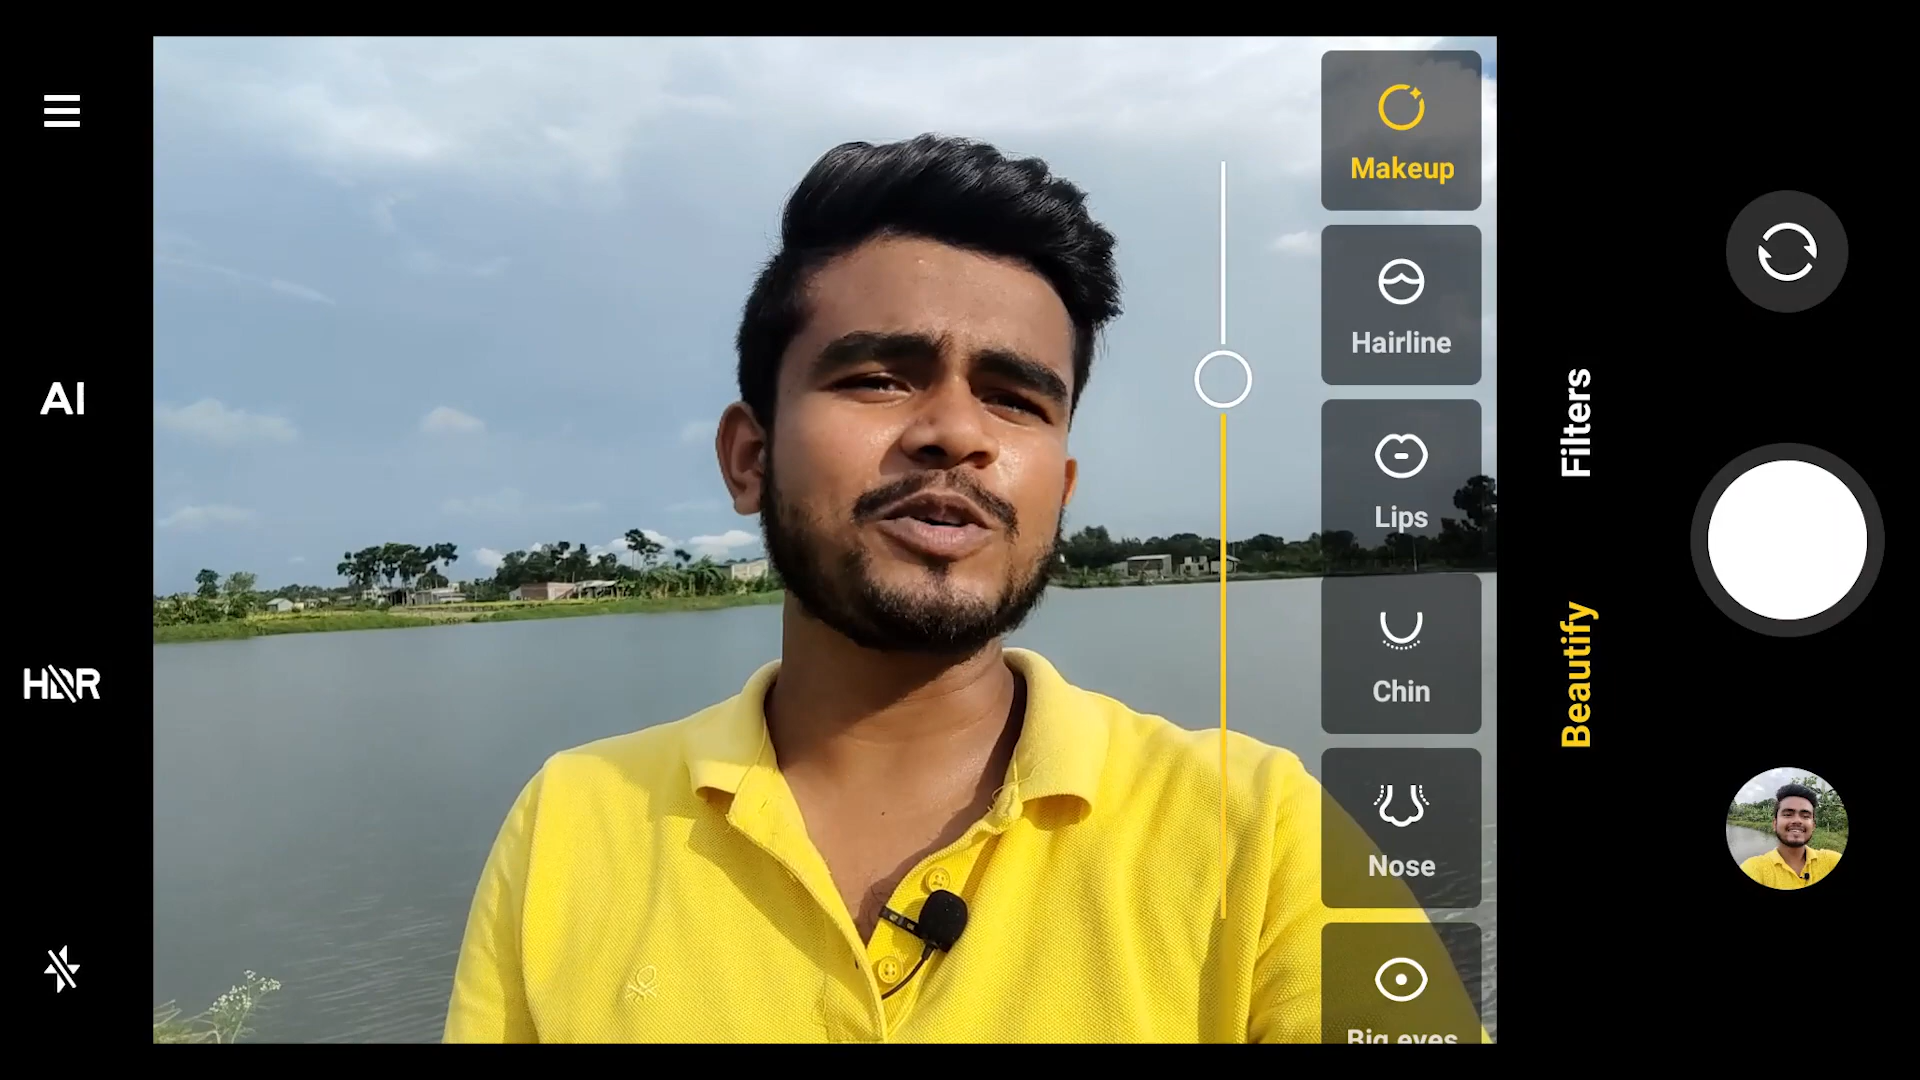 AI
HDR
Makeup
Hairline
Lips
Chin
Nose
Big eyes
Filters
Beautify